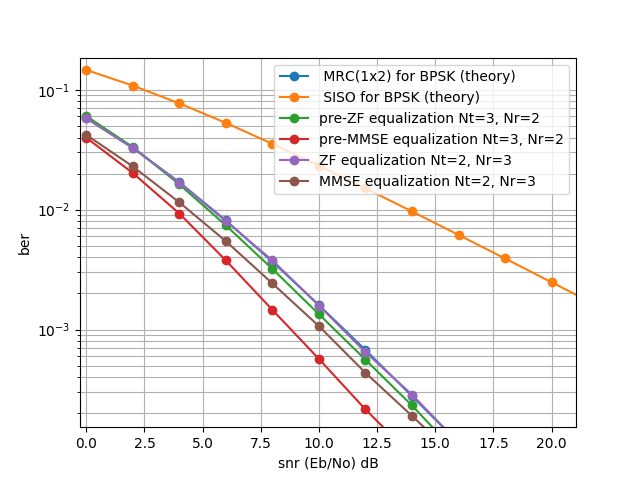 MRC(1x2) for BPSK (theory)
SISO for BPSK (theory)
pre-ZF equalization Nt=3, Nr=2
pre-MMSE equalization Nt=3, Nr=2
ZF equalization Nt=2, Nr=3
MMSE equalization Nt=2, Nr=3
10⁻¹
10⁻²
10⁻³
ber
0.0 2.5 5.0 7.5 10.0 12.5 15.0 17.5 20.0
snr (Eb/No) dB